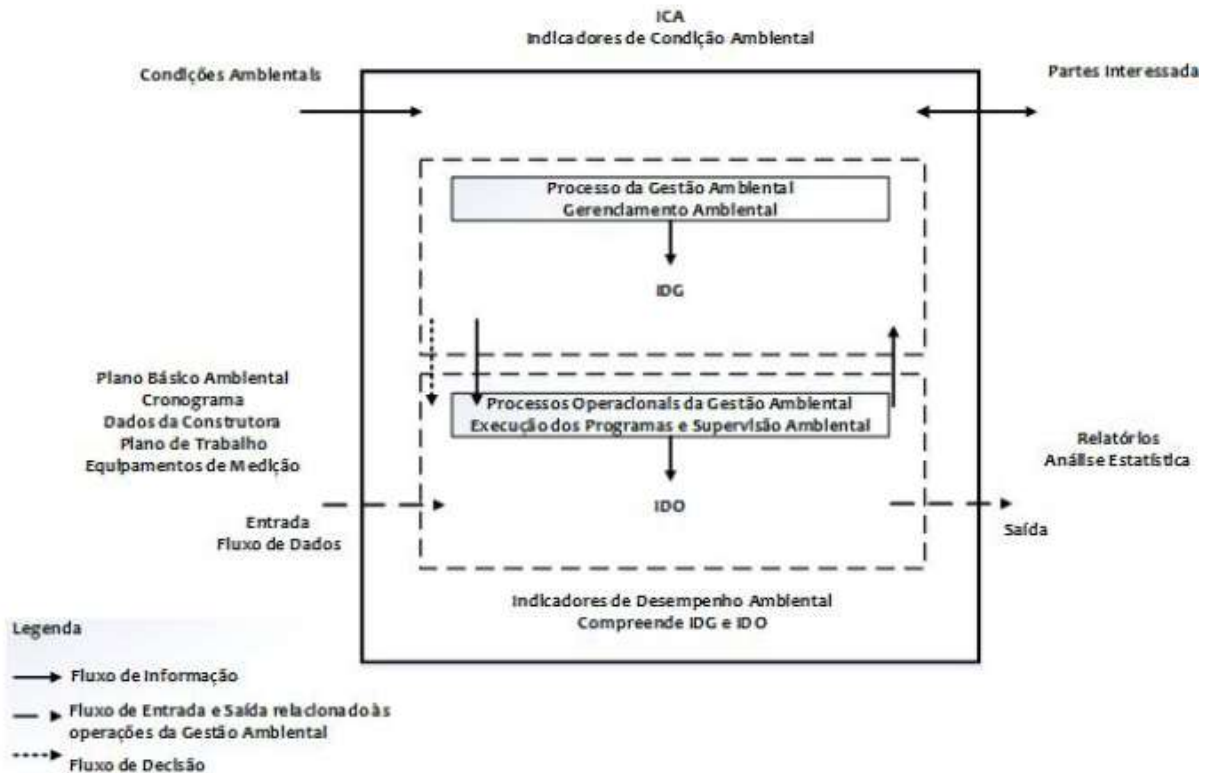 ICA
Indicadores de Condição Ambiental
Condições Ambientais
Partes Interessada
Processo da Gestão Ambiental
Gerenciamento Ambiental
IDG
Plano Básico Ambiental
Cronograma
Dados da Construtora
Plano de Trabalho
Equipamentos de Medição
Processos Operacionais da Gestão Ambiental
Execução dos Programas e Supervisão Ambiental
Relatórios
Análise Estatística
IDO
Entrada
Fluxo de Dados
Saída
Indicadores de Desempenho Ambiental
Compreende IDG e IDO
Legenda
Fluxo de Informação
Fluxo de Entrada e Saída relacionado às
operações da Gestão Ambiental
Fluxo de Decisão